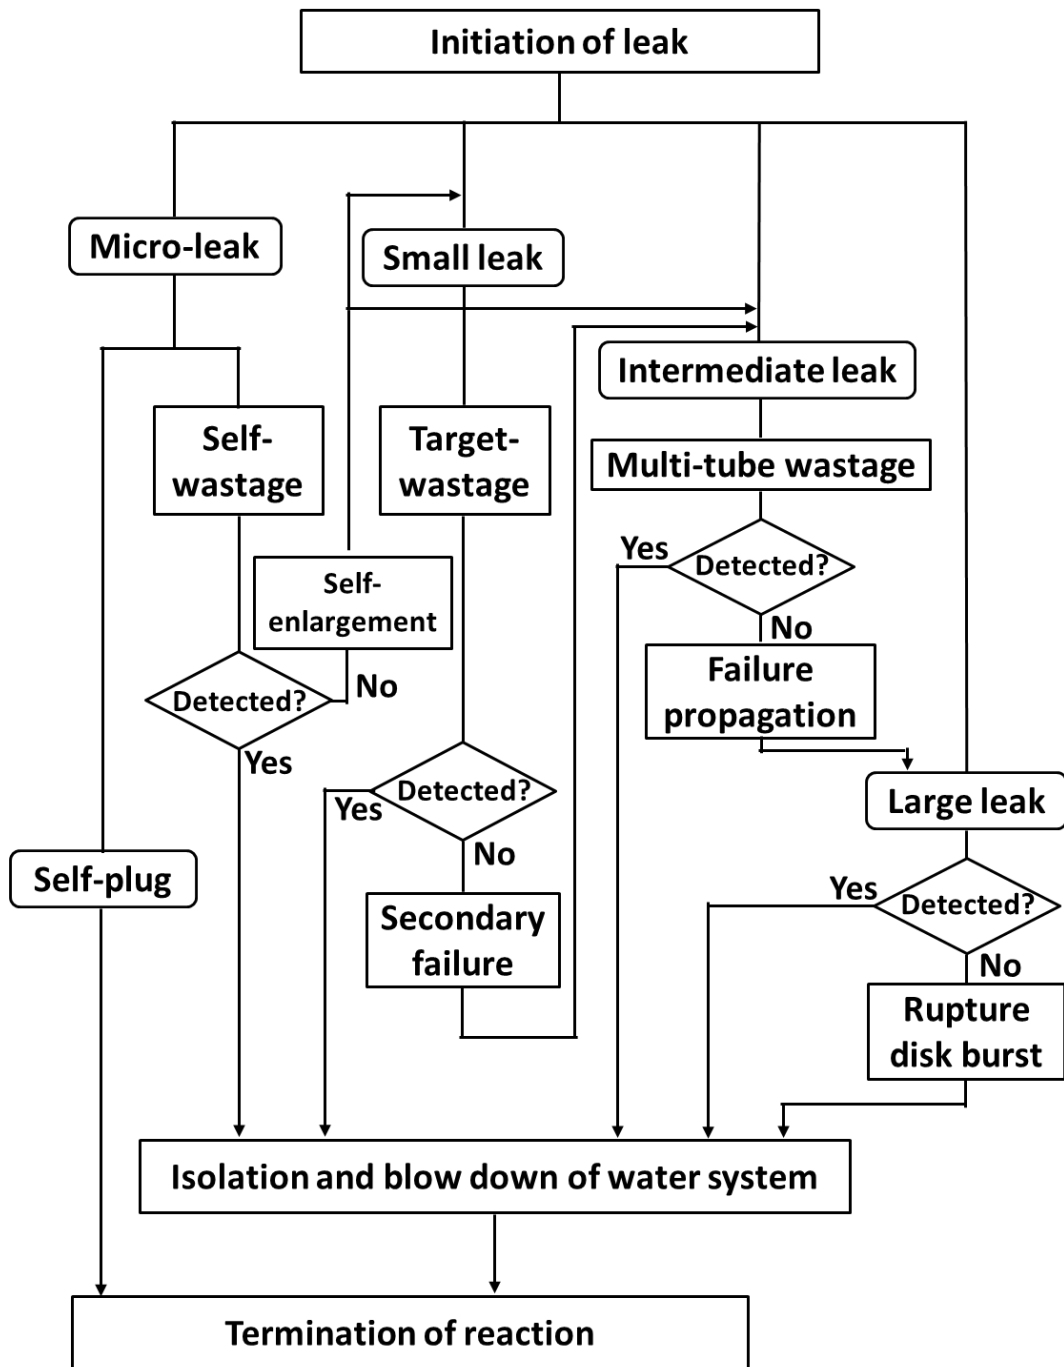 Initiation of leak
Micro-leak
Small leak
Intermediate leak
Self-
wastage
Target-
wastage
Multi-tube wastage
Yes
Detected?
No
Self-
enlargement
Failure
propagation
Detected?
No
Yes
Detected?
Yes
No
Large leak
Self-plug
Secondary
failure
Yes
Detected?
No
Rupture
disk burst
Isolation and blow down of water system
Termination of reaction